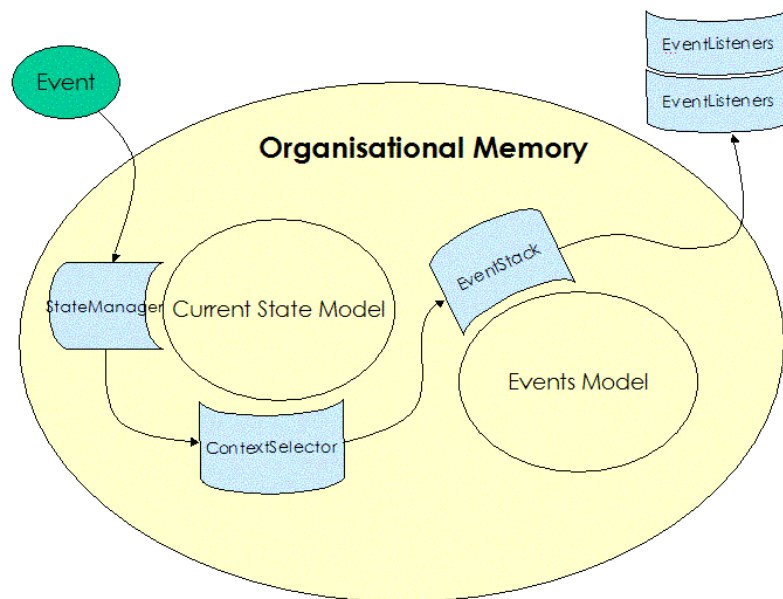 EventListeners
EventListeners
Event
Organisational Memory
EventStack
StateManager
Current State Model
Events Model
ContextSelector